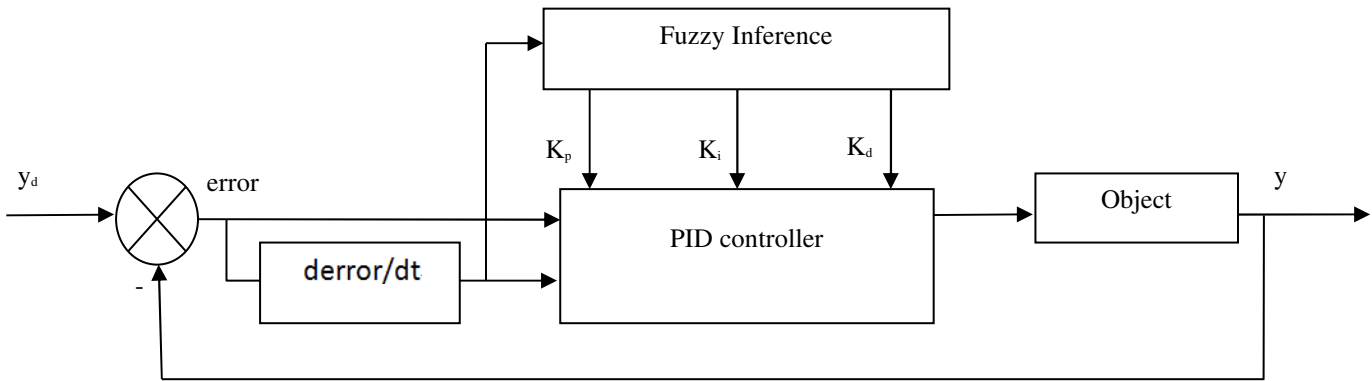 Fuzzy Inference
Kp
Ki
Kd
yd
error
Object
y
PID controller
derror/dt
-